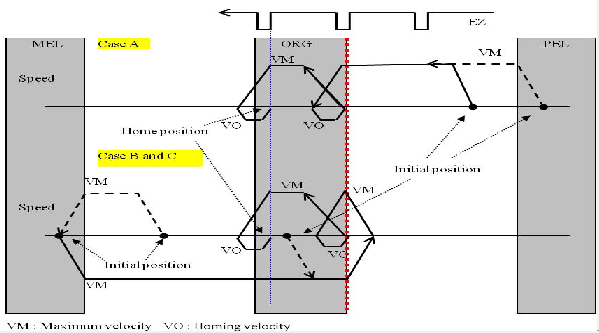 EZ
MEL
Case A
ORG
PEL
VM
VM
Speed
VO
VO
Home position
Case B and C
Initial position
VM
VM
VM
Speed
VO
VO
Initial position
VM
VM : Maximum velocity VO : Homing velocity